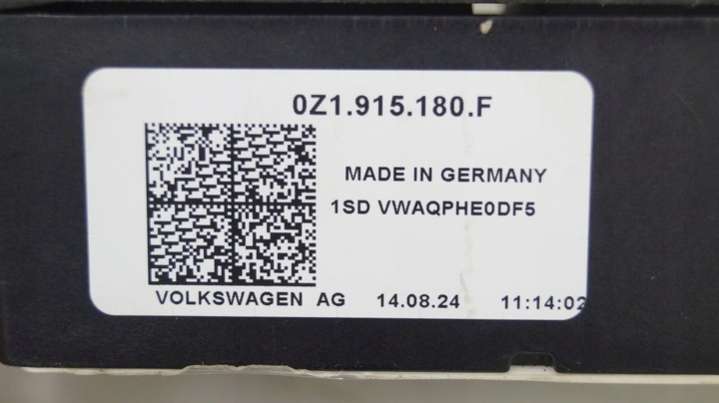 0Z1.915.180.F
MADE IN GERMANY
1SD VWAQPHE0DF5
VOLKSWAGEN AG 14.08.24 11:14:02